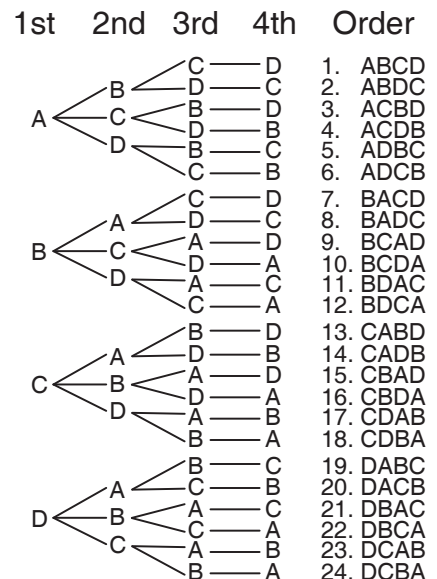 1st 2nd 3rd 4th Order
C D 1. ABCD
B D C 2. ABDC
A C B D 3. ACBD
D B 4. ACDB
D B C 5. ADBC
C B 6. ADCB
C D 7. BACD
A D C 8. BADC
B C A D 9. BCAD
D A 10. BCDA
D A C 11. BDAC
C A 12. BDCA
B D 13. CABD
A D B 14. CADB
C B A D 15. CBAD
D A 16. CBDA
D A B 17. CDAB
B A 18. CDBA
B C 19. DABC
A C B 20. DACB
D B A C 21. DBAC
C A 22. DBCA
C A B 23. DCAB
B A 24. DCBA